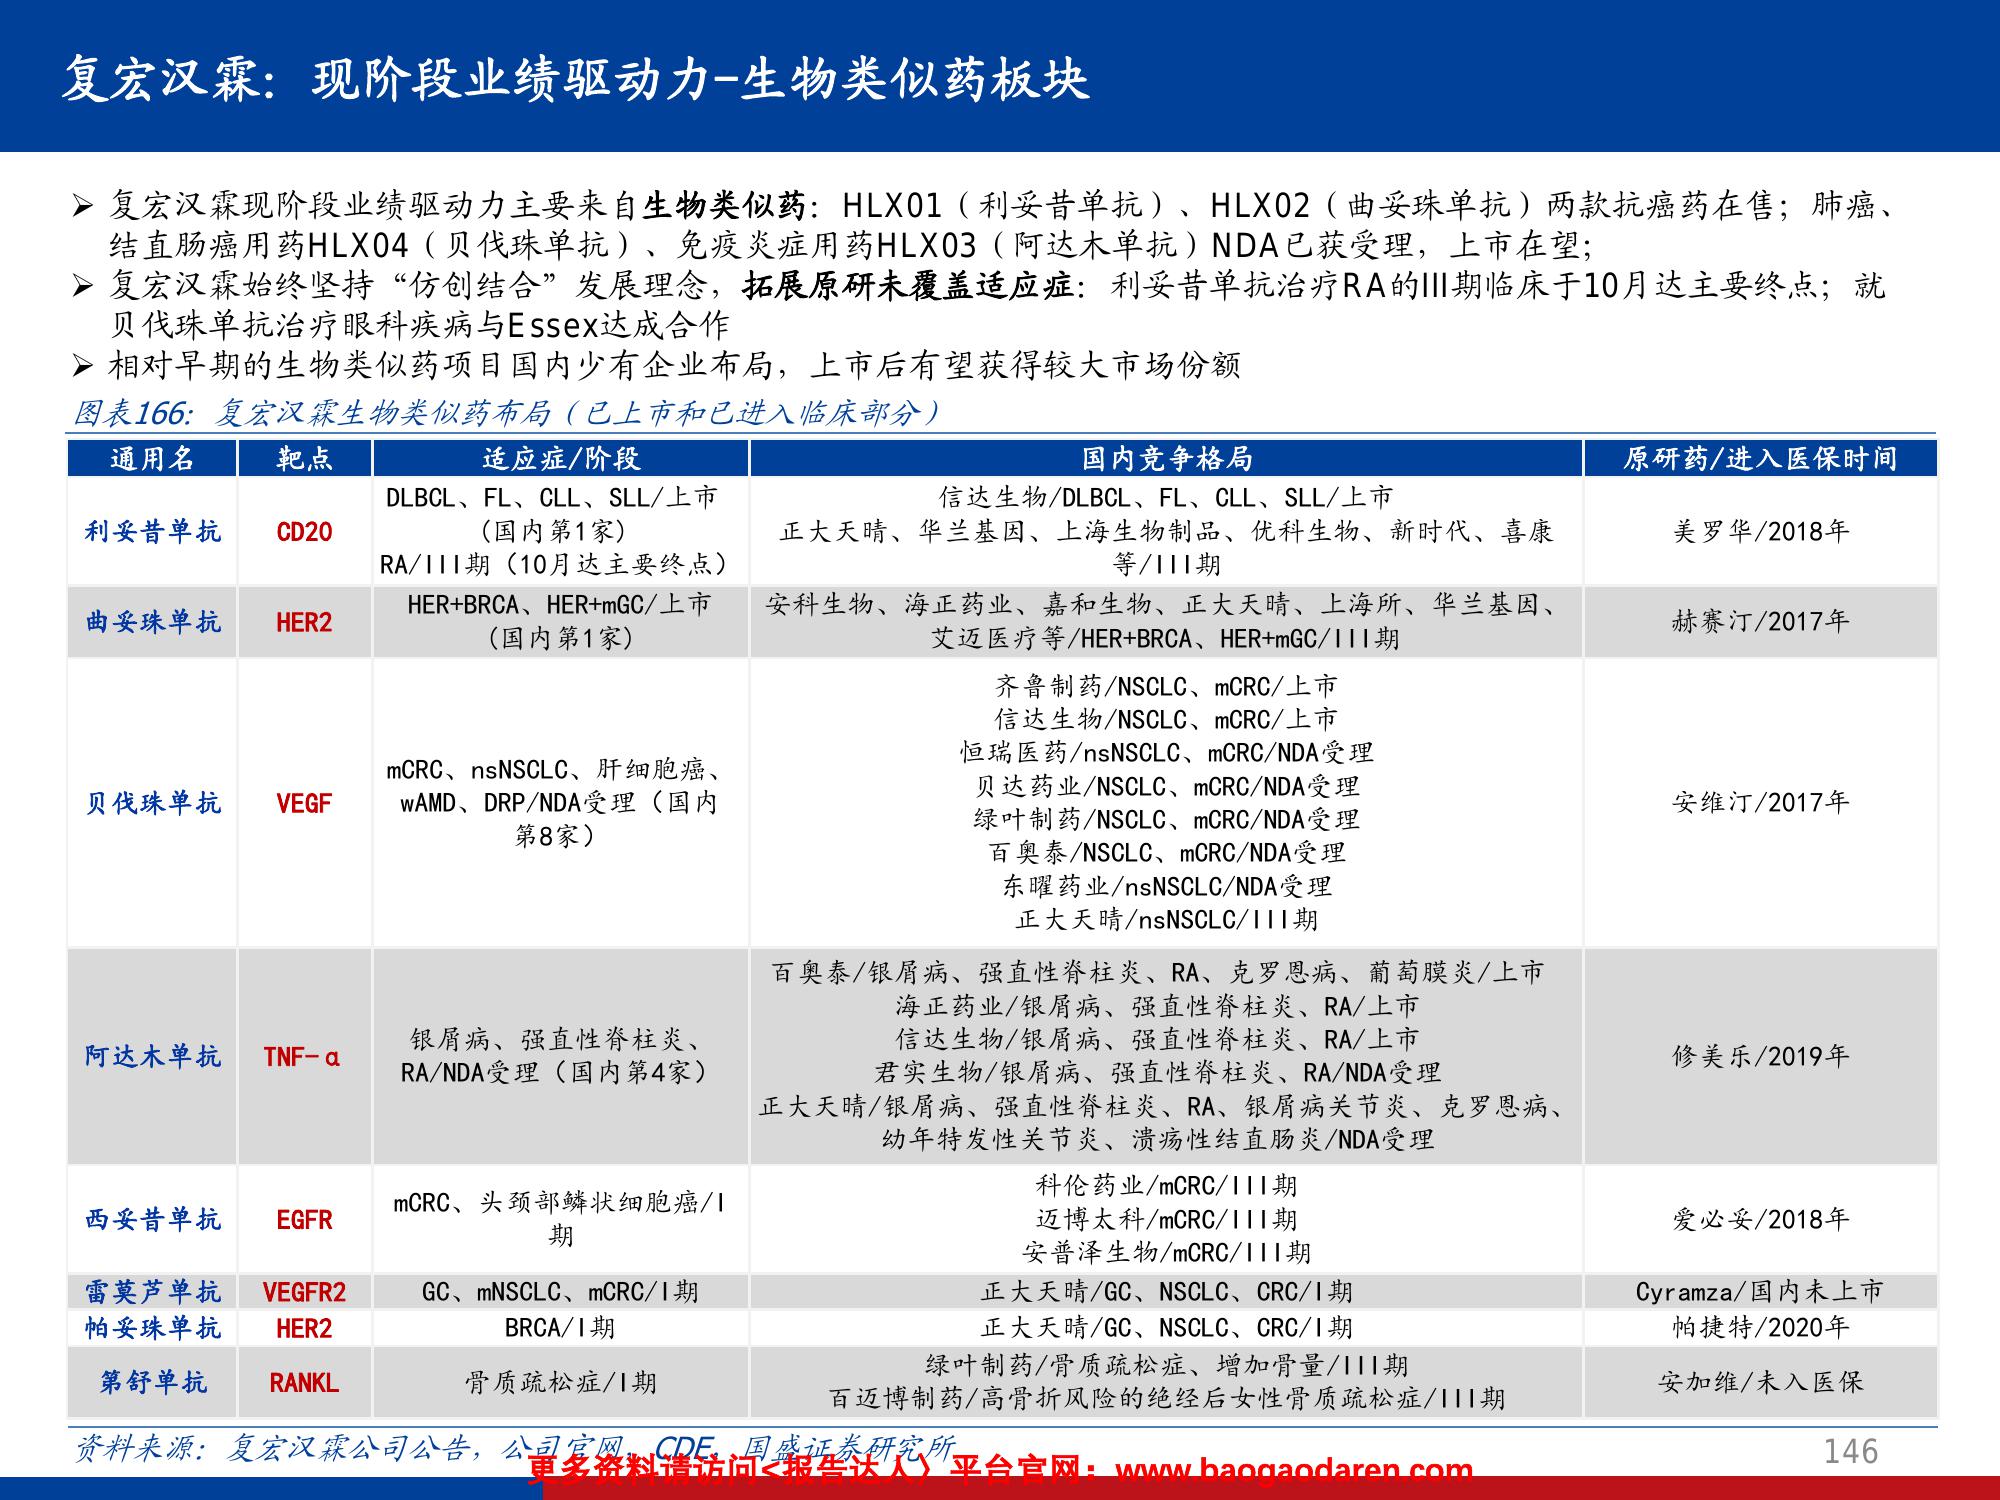 复宏汉霖：现阶段业绩驱动力-生物类似药板块
➢ 复宏汉霖现阶段业绩驱动力主要来自生物类似药：HLX01（利妥昔单抗）、HLX02（曲妥珠单抗）两款抗癌药在售；肺癌、
结直肠癌用药HLX04（贝伐珠单抗）、免疫炎症用药HLX03（阿达木单抗）NDA已获受理，上市在望；
➢ 复宏汉霖始终坚持“仿创结合”发展理念，拓展原研未覆盖适应症：利妥昔单抗治疗RA的III期临床于10月达主要终点；就
贝伐珠单抗治疗眼科疾病与Essex达成合作
➢ 相对早期的生物类似药项目国内少有企业布局，上市后有望获得较大市场份额
图表166：复宏汉霖生物类似药布局（已上市和已进入临床部分）
通用名 靶点 适应症/阶段 国内竞争格局 原研药/进入医保时间
利妥昔单抗 CD20 DLBCL、FL、CLL、SLL/上市
（国内第1家）
RA/III期（10月达主要终点） 信达生物/DLBCL、FL、CLL、SLL/上市
正大天晴、华兰基因、上海生物制品、优科生物、新时代、喜康
等/III期 美罗华/2018年
曲妥珠单抗 HER2 HER+BRCA、HER+mGC/上市
（国内第1家） 安科生物、海正药业、嘉和生物、正大天晴、上海所、华兰基因、
艾迈医疗等/HER+BRCA、HER+mGC/III期 赫赛汀/2017年
贝伐珠单抗 VEGF mCRC、nsNSCLC、肝细胞癌、
wAMD、DRP/NDA受理（国内
第8家） 齐鲁制药/NSCLC、mCRC/上市
信达生物/NSCLC、mCRC/上市
恒瑞医药/nsNSCLC、mCRC/NDA受理
贝达药业/NSCLC、mCRC/NDA受理
绿叶制药/NSCLC、mCRC/NDA受理
百奥泰/NSCLC、mCRC/NDA受理
东曜药业/nsNSCLC/NDA受理
正大天晴/nsNSCLC/III期 安维汀/2017年
阿达木单抗 TNF-α 银屑病、强直性脊柱炎、
RA/NDA受理（国内第4家） 百奥泰/银屑病、强直性脊柱炎、RA、克罗恩病、葡萄膜炎/上市
海正药业/银屑病、强直性脊柱炎、RA/上市
信达生物/银屑病、强直性脊柱炎、RA/上市
君实生物/银屑病、强直性脊柱炎、RA/NDA受理
正大天晴/银屑病、强直性脊柱炎、RA、银屑病关节炎、克罗恩病、
幼年特发性关节炎、溃疡性结直肠炎/NDA受理 修美乐/2019年
西妥昔单抗 EGFR mCRC、头颈部鳞状细胞癌/I
期 科伦药业/mCRC/III期
迈博太科/mCRC/III期
安普泽生物/mCRC/III期 爱必妥/2018年
雷莫芦单抗 VEGFR2 GC、mNSCLC、mCRC/I期 正大天晴/GC、NSCLC、CRC/I期 Cyramza/国内未上市
帕妥珠单抗 HER2 BRCA/I期 正大天晴/GC、NSCLC、CRC/I期 帕捷特/2020年
第舒单抗 RANKL 骨质疏松症/I期 绿叶制药/骨质疏松症、增加骨量/III期
百迈博制药/高骨折风险的绝经后女性骨质疏松症/III期 安加维/未入医保
资料来源：复宏汉霖公司公告，公司官网，CDE，国盛证券研究所
146
更多资料请访问<报告达人〉平台官网：www.baogaodaren.com